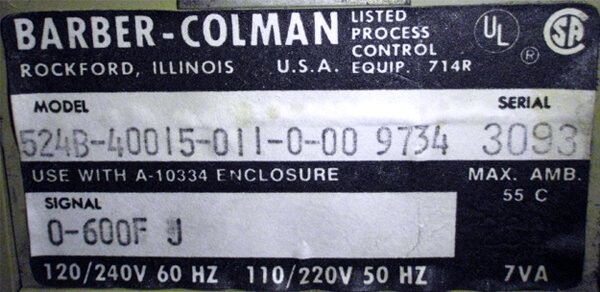 BARBER-COLMAN LISTED PROCESS CONTROL EQUIP. 714R UL ® SA
ROCKFORD, ILLINOIS U.S.A.
MODEL SERIAL
524B-40015-011-0-00 9734 3093
USE WITH A-10334 ENCLOSURE MAX. AMB. 55 C
SIGNAL
0-600F J
120/240V 60 HZ 110/220V 50 HZ 7VA